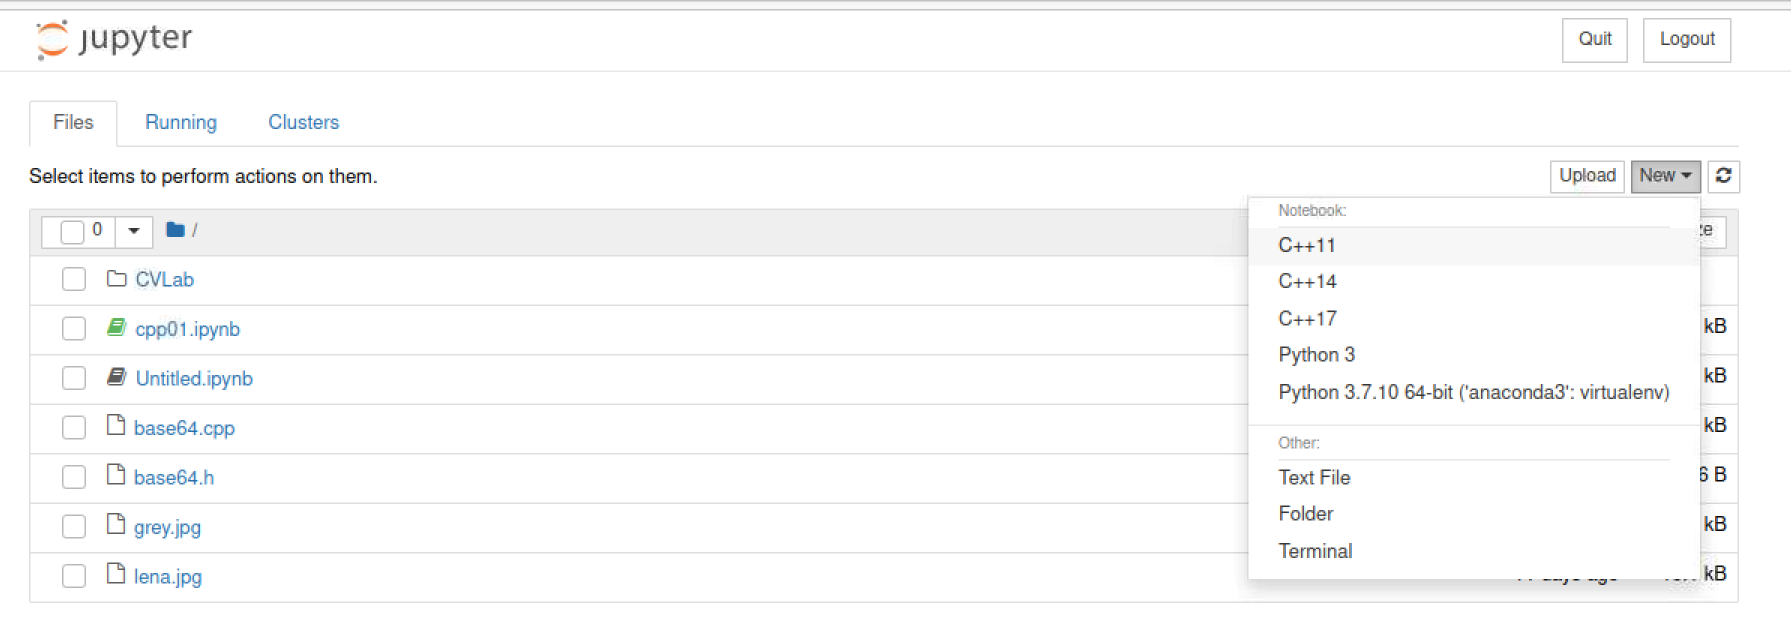 jupyter
Quit
Logout
Files
Running
Clusters
Select items to perform actions on them.
Upload
New
0
/
Notebook:
C++11
C++14
C++17
Python 3
Python 3.7.10 64-bit ('anaconda3': virtualenv)
Other:
Text File
Folder
Terminal
CVLab
cpp01.ipynb
kB
Untitled.ipynb
kB
base64.cpp
kB
base64.h
6 B
grey.jpg
kB
lena.jpg
days ago
kB